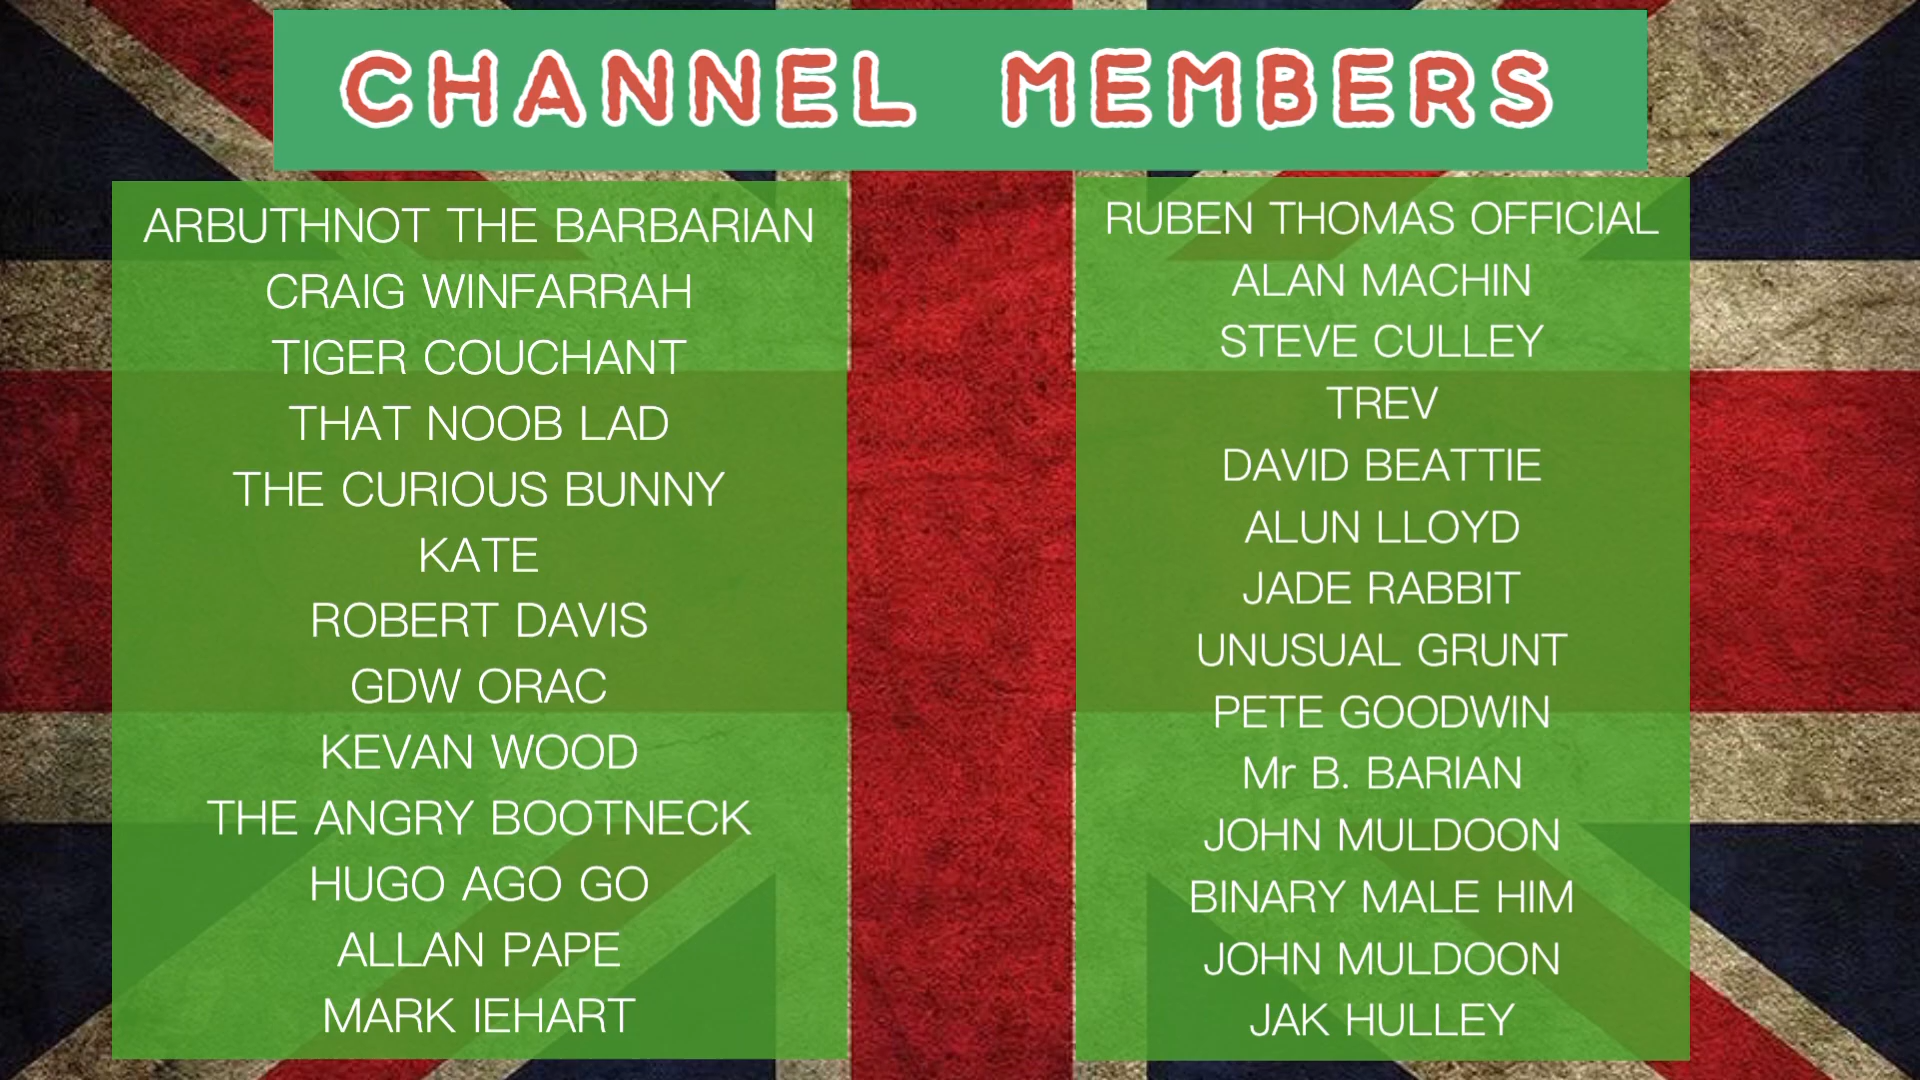 CHANNEL MEMBERS
ARBUTHNOT THE BARBARIAN
CRAIG WINFARRAH
TIGER COUCHANT
THAT NOOB LAD
THE CURIOUS BUNNY
KATE
ROBERT DAVIS
GDW ORAC
KEVAN WOOD
THE ANGRY BOOTNECK
HUGO AGO GO
ALLAN PAPE
MARK IEHART
RUBEN THOMAS OFFICIAL
ALAN MACHIN
STEVE CULLEY
TREV
DAVID BEATTIE
ALUN LLOYD
JADE RABBIT
UNUSUAL GRUNT
PETE GOODWIN
Mr B. BARIAN
JOHN MULDOON
BINARY MALE HIM
JOHN MULDOON
JAK HULLEY